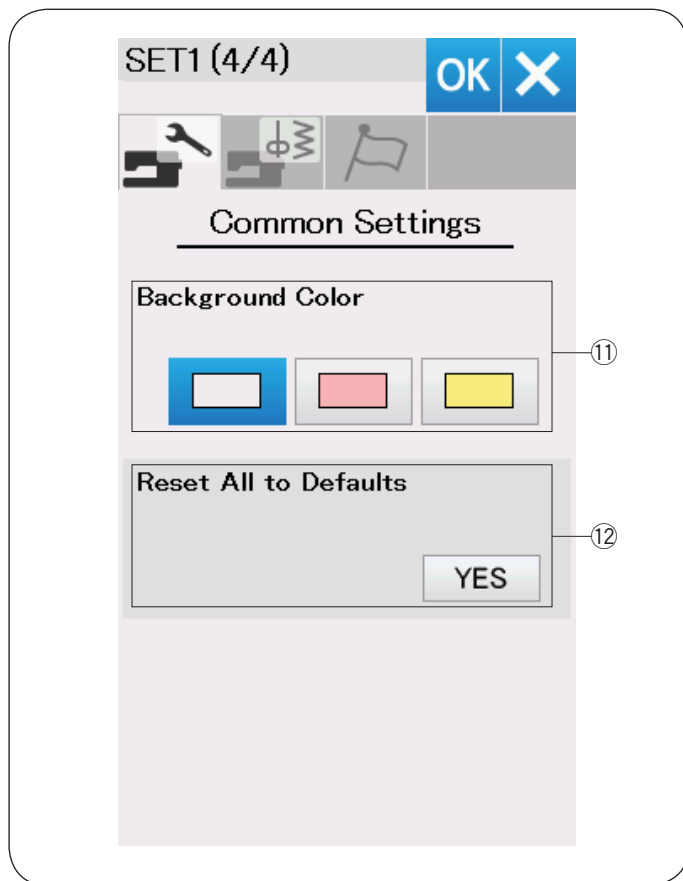 SET1 (4/4)
OK
Common Settings
Background Color
⑪
Reset All to Defaults
⑫
YES